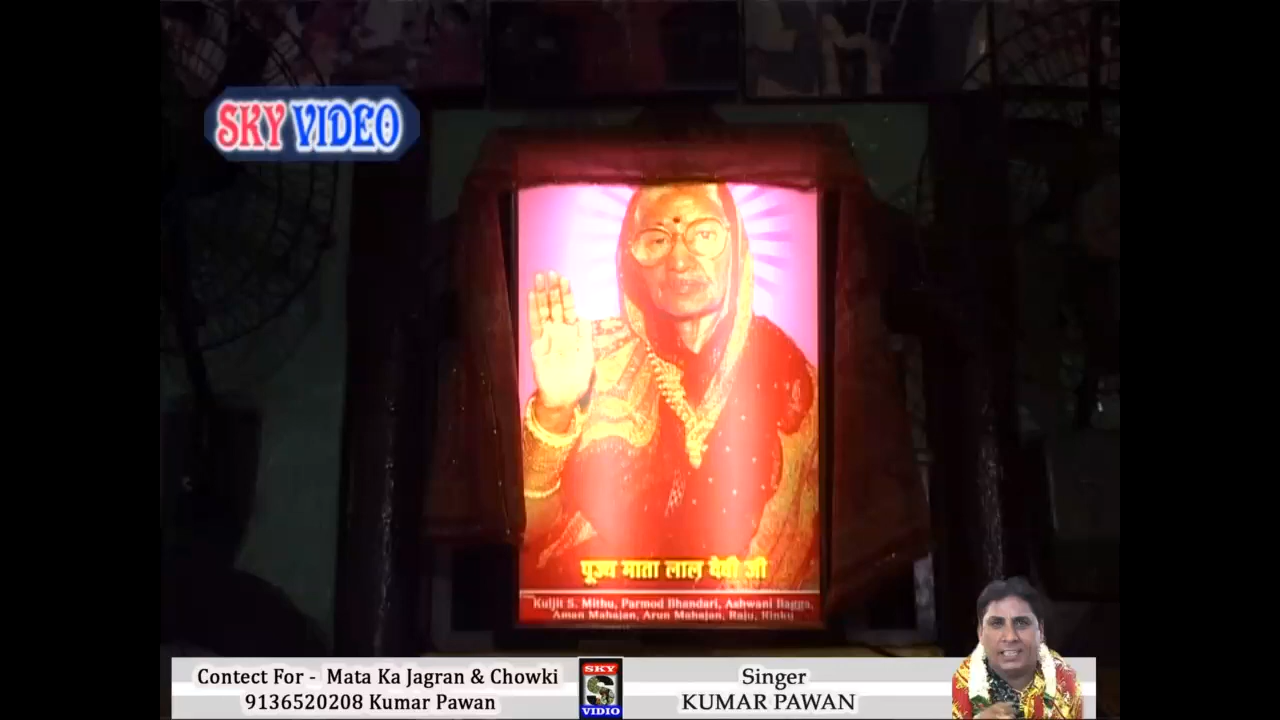 SKY VIDEO
पूज्य माता लाल देवी जी
Kuljit S. Mithu, Parmod Bhandari, Ashwani Bagga,
Aman Mahajan, Arun Mahajan, Raju, Rinku
Contect For - Mata Ka Jagran & Chowki
9136520208 Kumar Pawan
SKY
S
VIDIO
Singer
KUMAR PAWAN